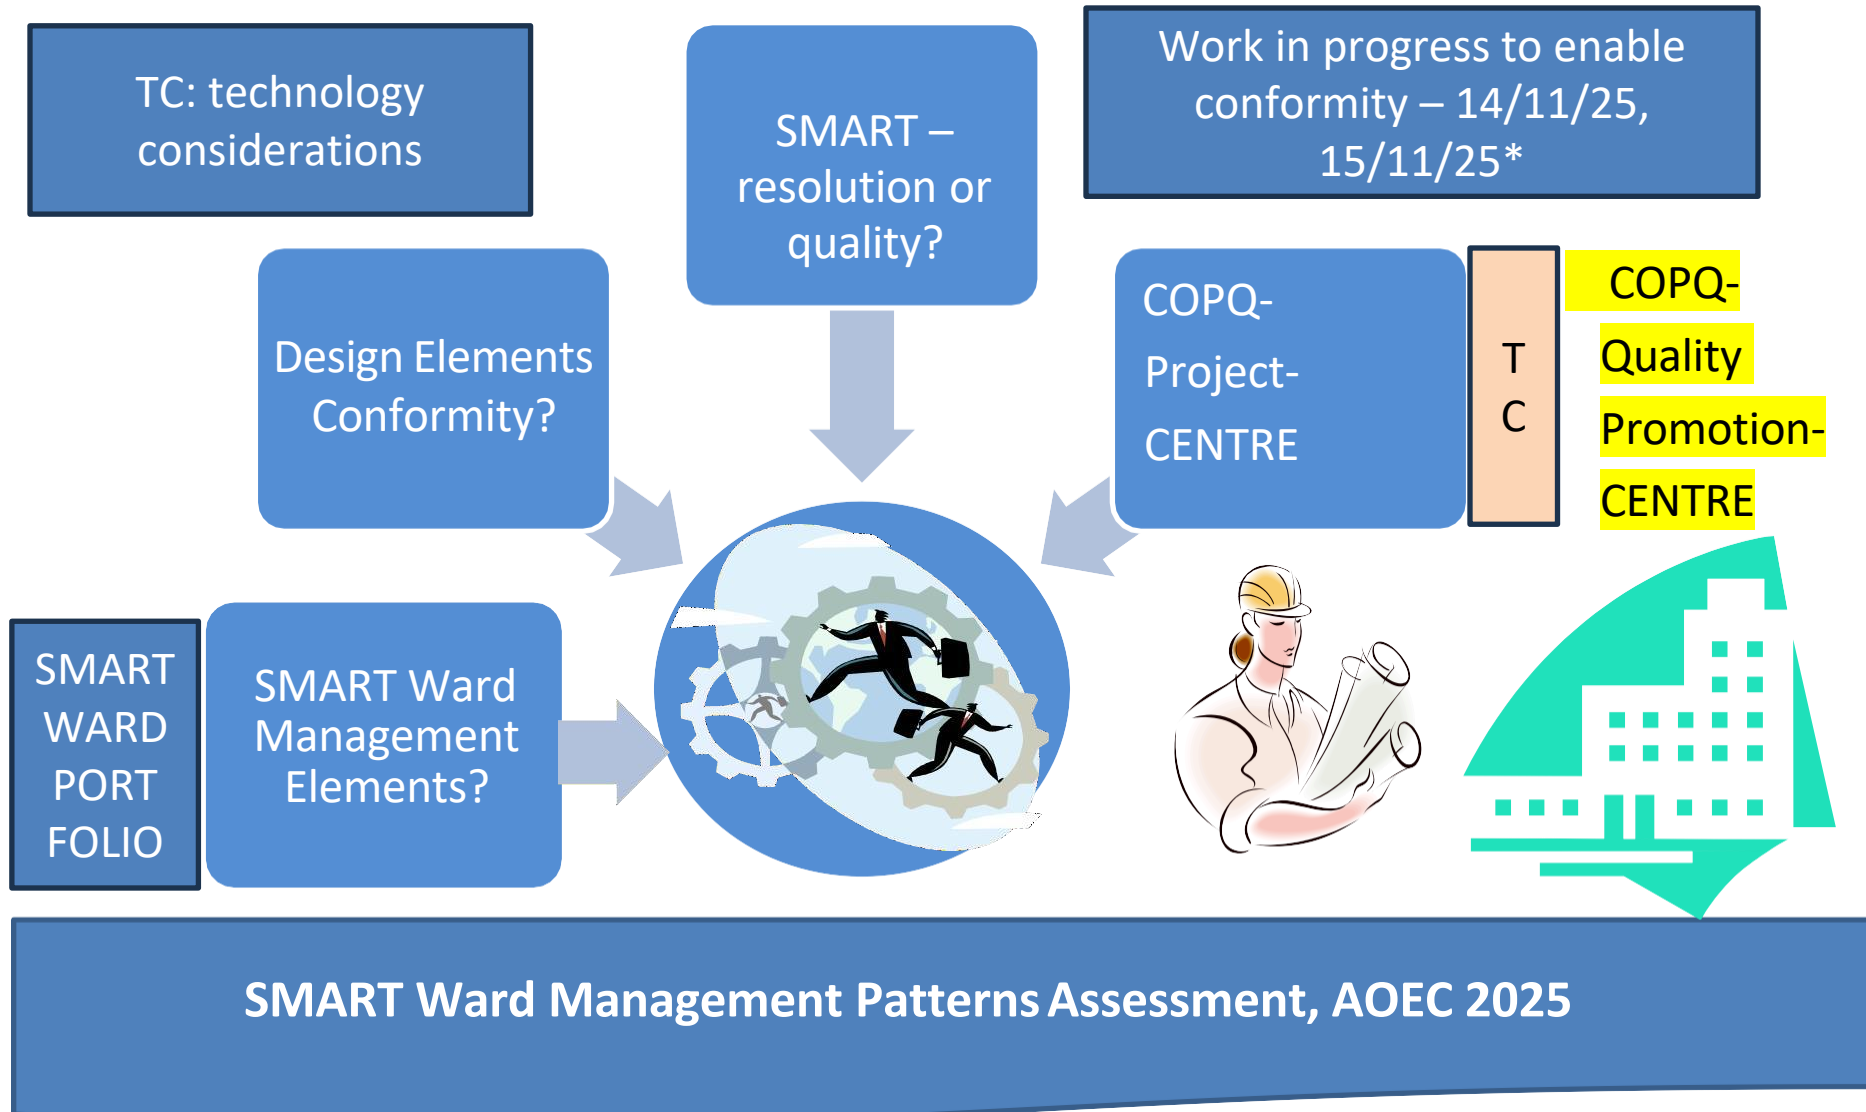 TC: technology
considerations
SMART –
resolution or
quality?
Work in progress to enable
conformity – 14/11/25,
15/11/25*
Design Elements
Conformity?
COPQ-
Project-
CENTRE
T
C
COPQ-
Quality
Promotion-
CENTRE
SMART
WARD
PORT
FOLIO
SMART Ward
Management
Elements?
SMART Ward Management Patterns Assessment, AOEC 2025